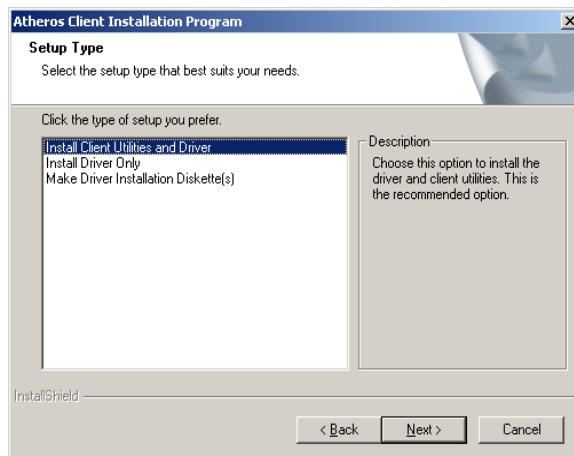 Atheros Client Installation Program
Setup Type
Select the setup type that best suits your needs.
Click the type of setup you prefer.
Install Client Utilities and Driver
Install Driver Only
Make Driver Installation Diskette(s)
Description
Choose this option to install the
driver and client utilities. This is
the recommended option.
InstallShield
< Back
Next >
Cancel